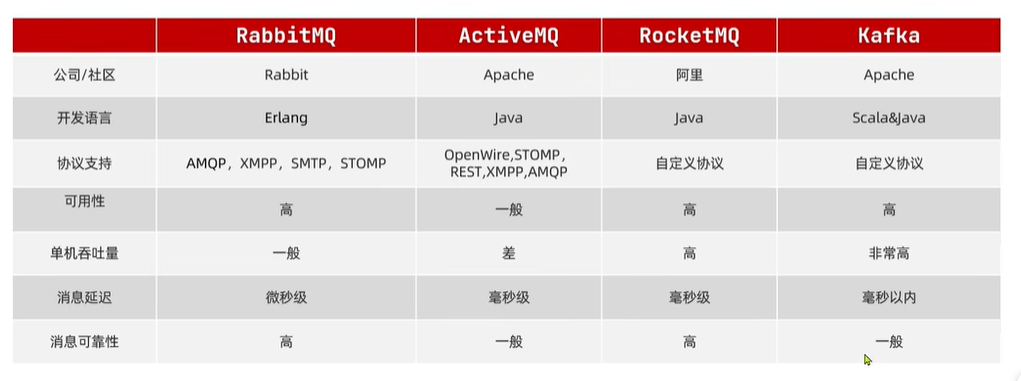 RabbitMQ ActiveMQ RocketMQ Kafka
公司/社区 Rabbit Apache 阿里 Apache
开发语言 Erlang Java Java Scala&Java
协议支持 AMQP，XMPP，SMTP，STOMP OpenWire,STOMP，
REST,XMPP,AMQP 自定义协议 自定义协议
可用性 高 一般 高 高
单机吞吐量 一般 差 高 非常高
消息延迟 微秒级 毫秒级 毫秒级 毫秒以内
消息可靠性 高 一般 高 一般